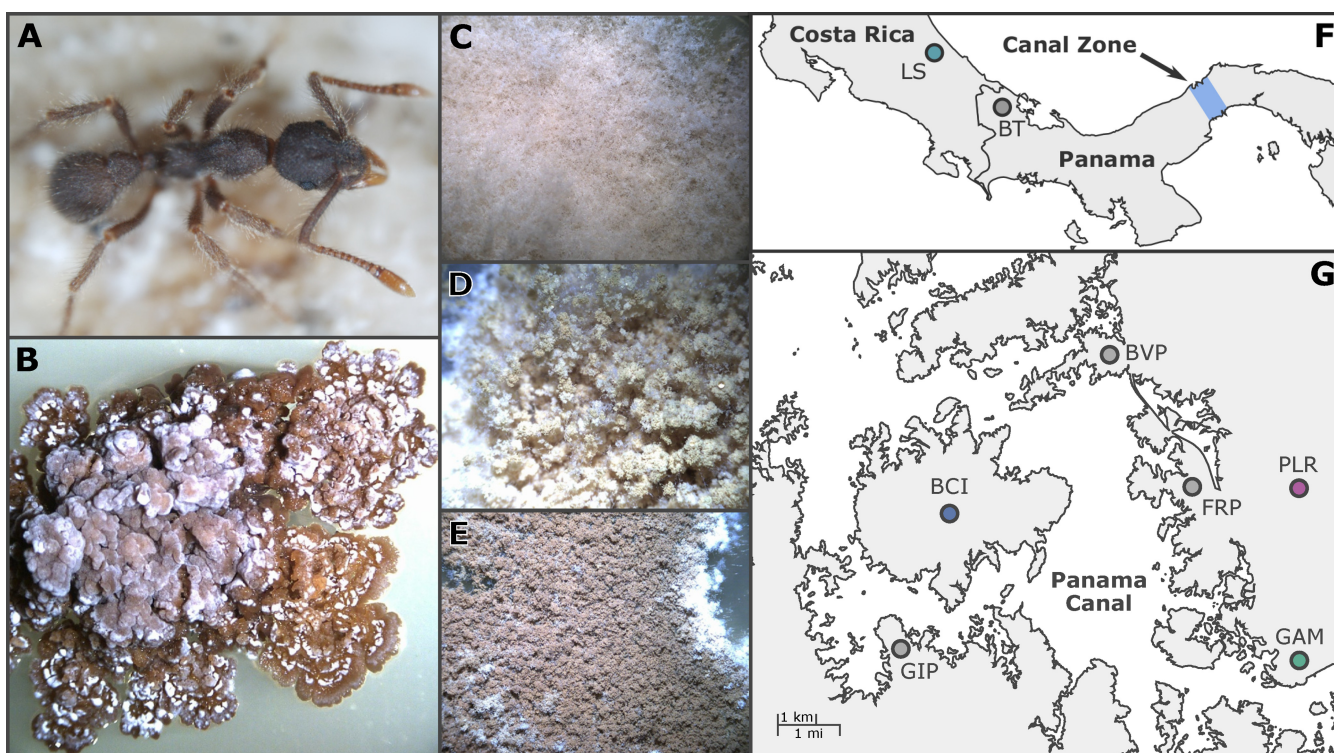 A
B
C
D
E
F
Costa Rica
LS
Canal Zone
BT
Panama
G
BVP
PLR
BCI
FRP
Panama
Canal
GAM
GIP
1 km
1 mi